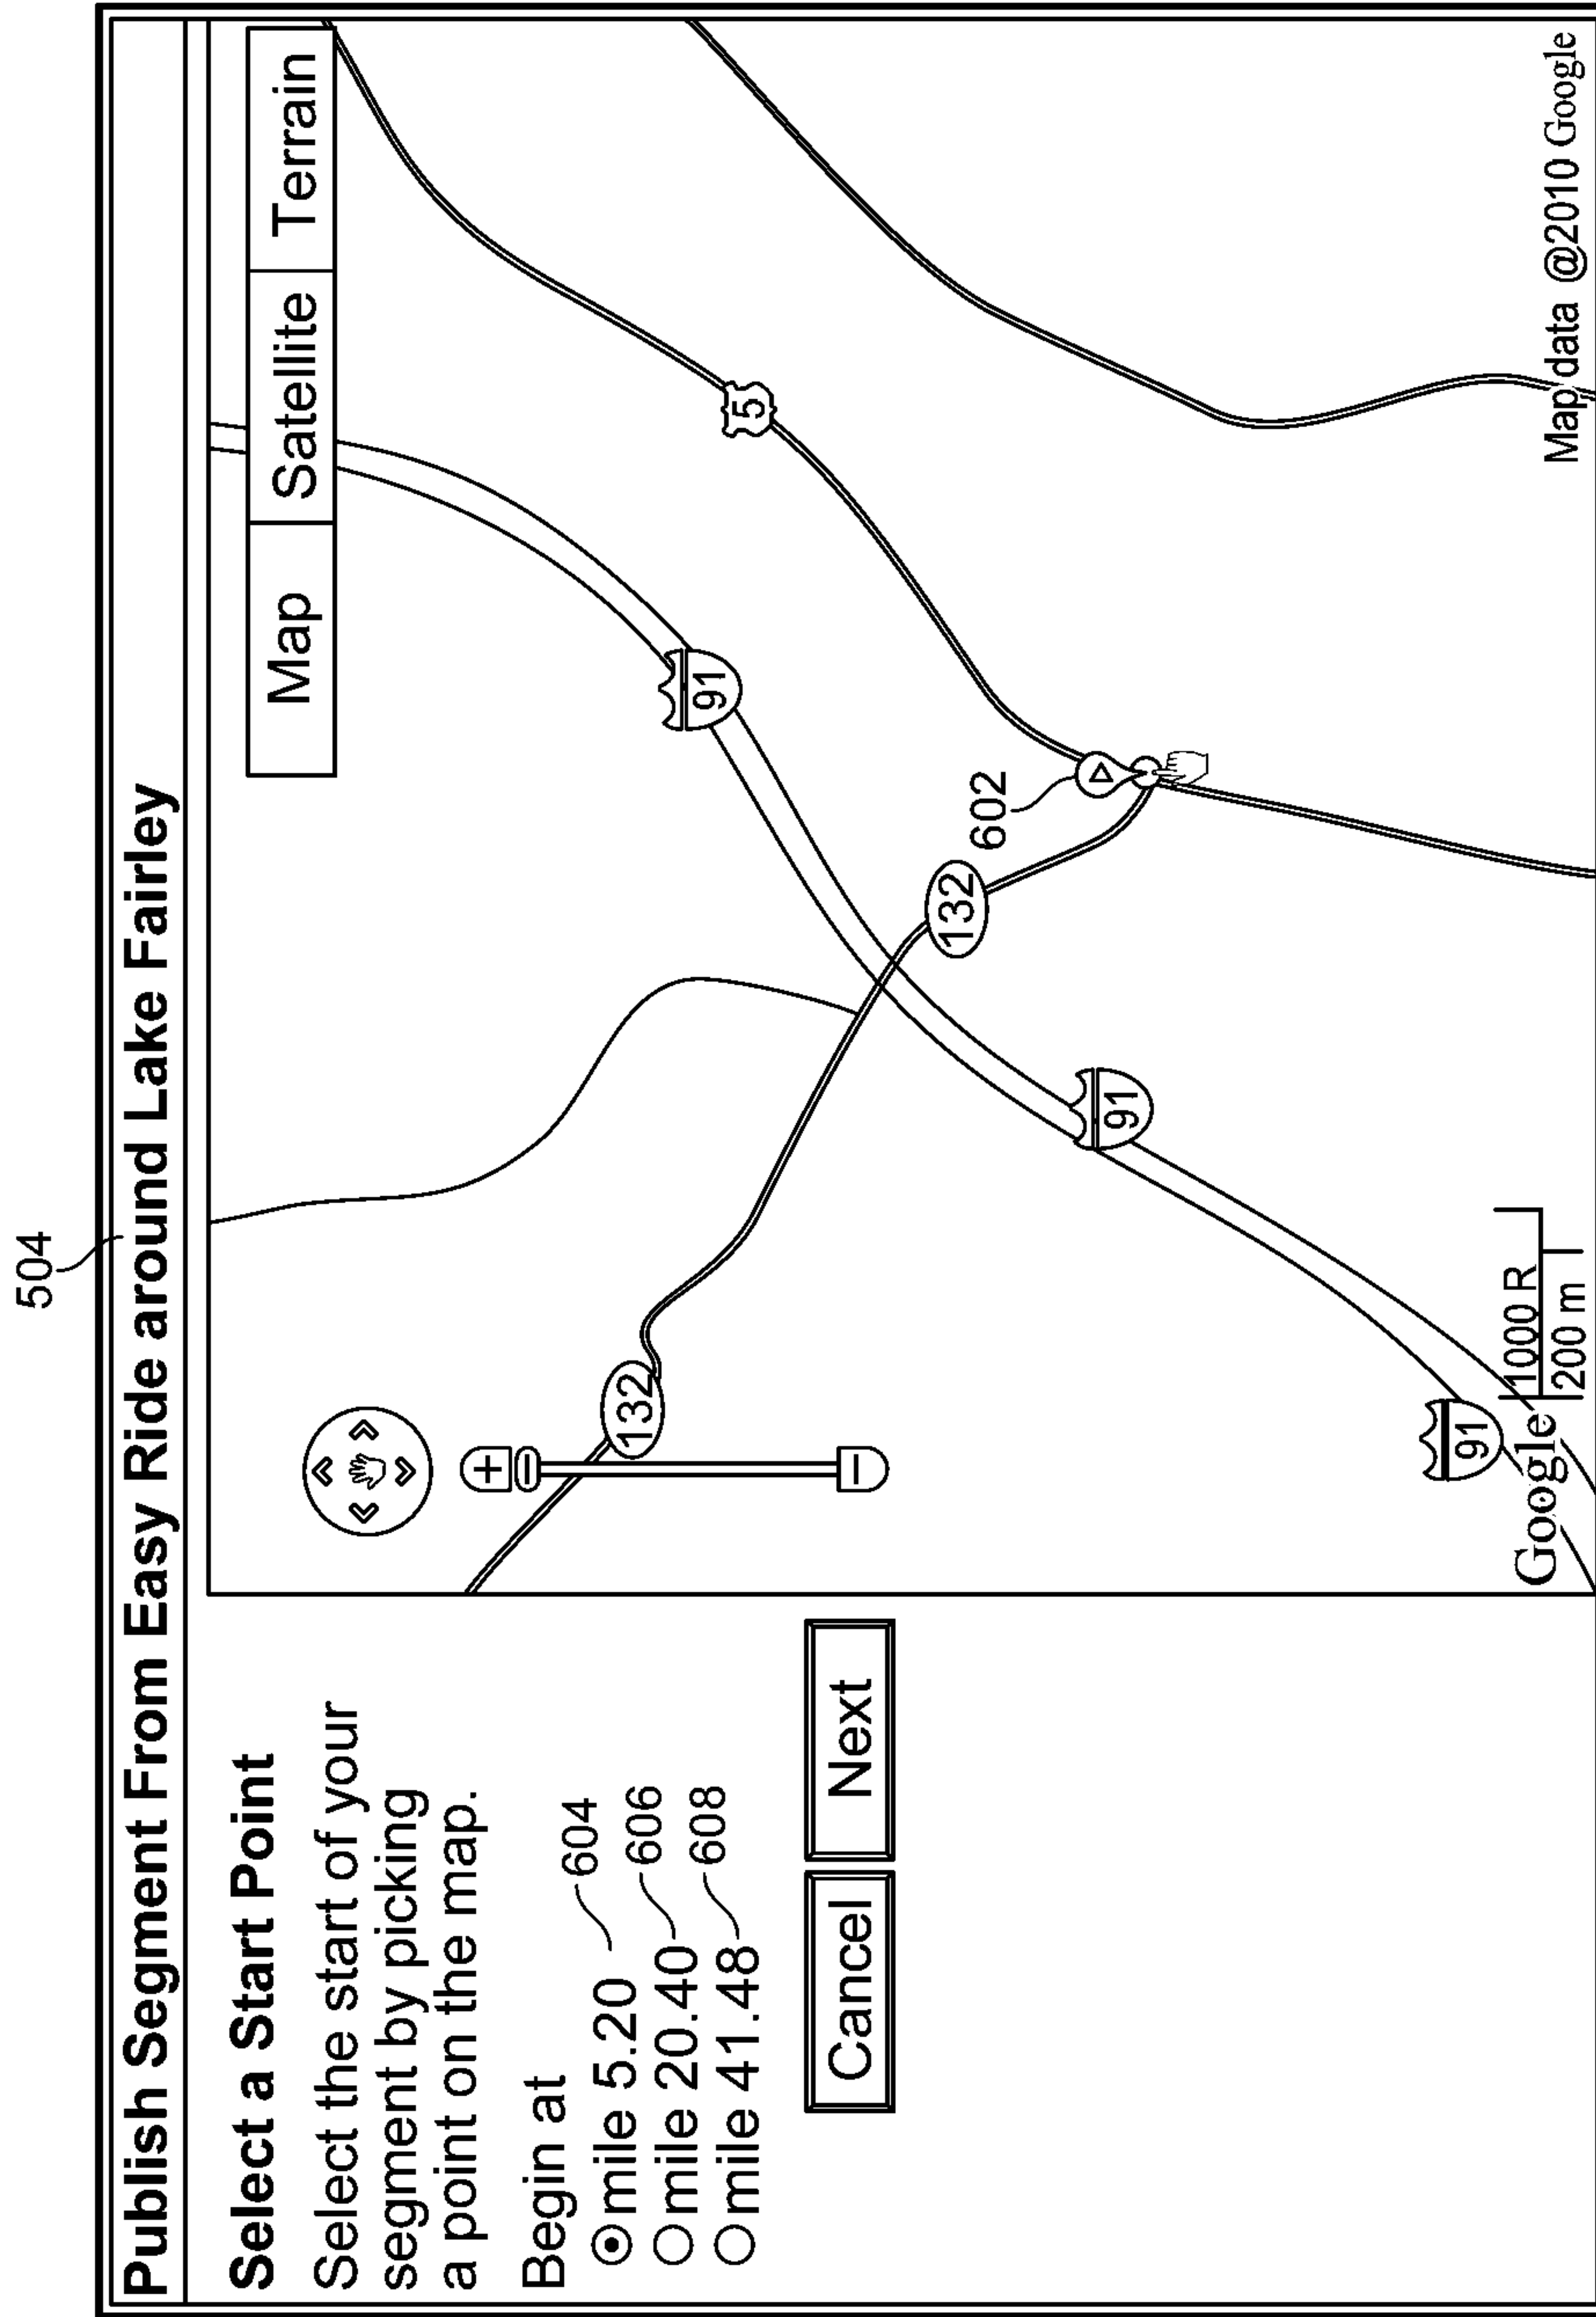 504
Publish Segment From Easy Ride around Lake Fairley
Select a Start Point
Select the start of your
segment by picking
a point on the map.
Begin at
mile 5.20 604
mile 20.40 606
mile 41.48 608
Cancel Next
Map Satellite Terrain
132
91
5
132
602
91
91
Google
1000 R
200 m
Map data @2010 Google